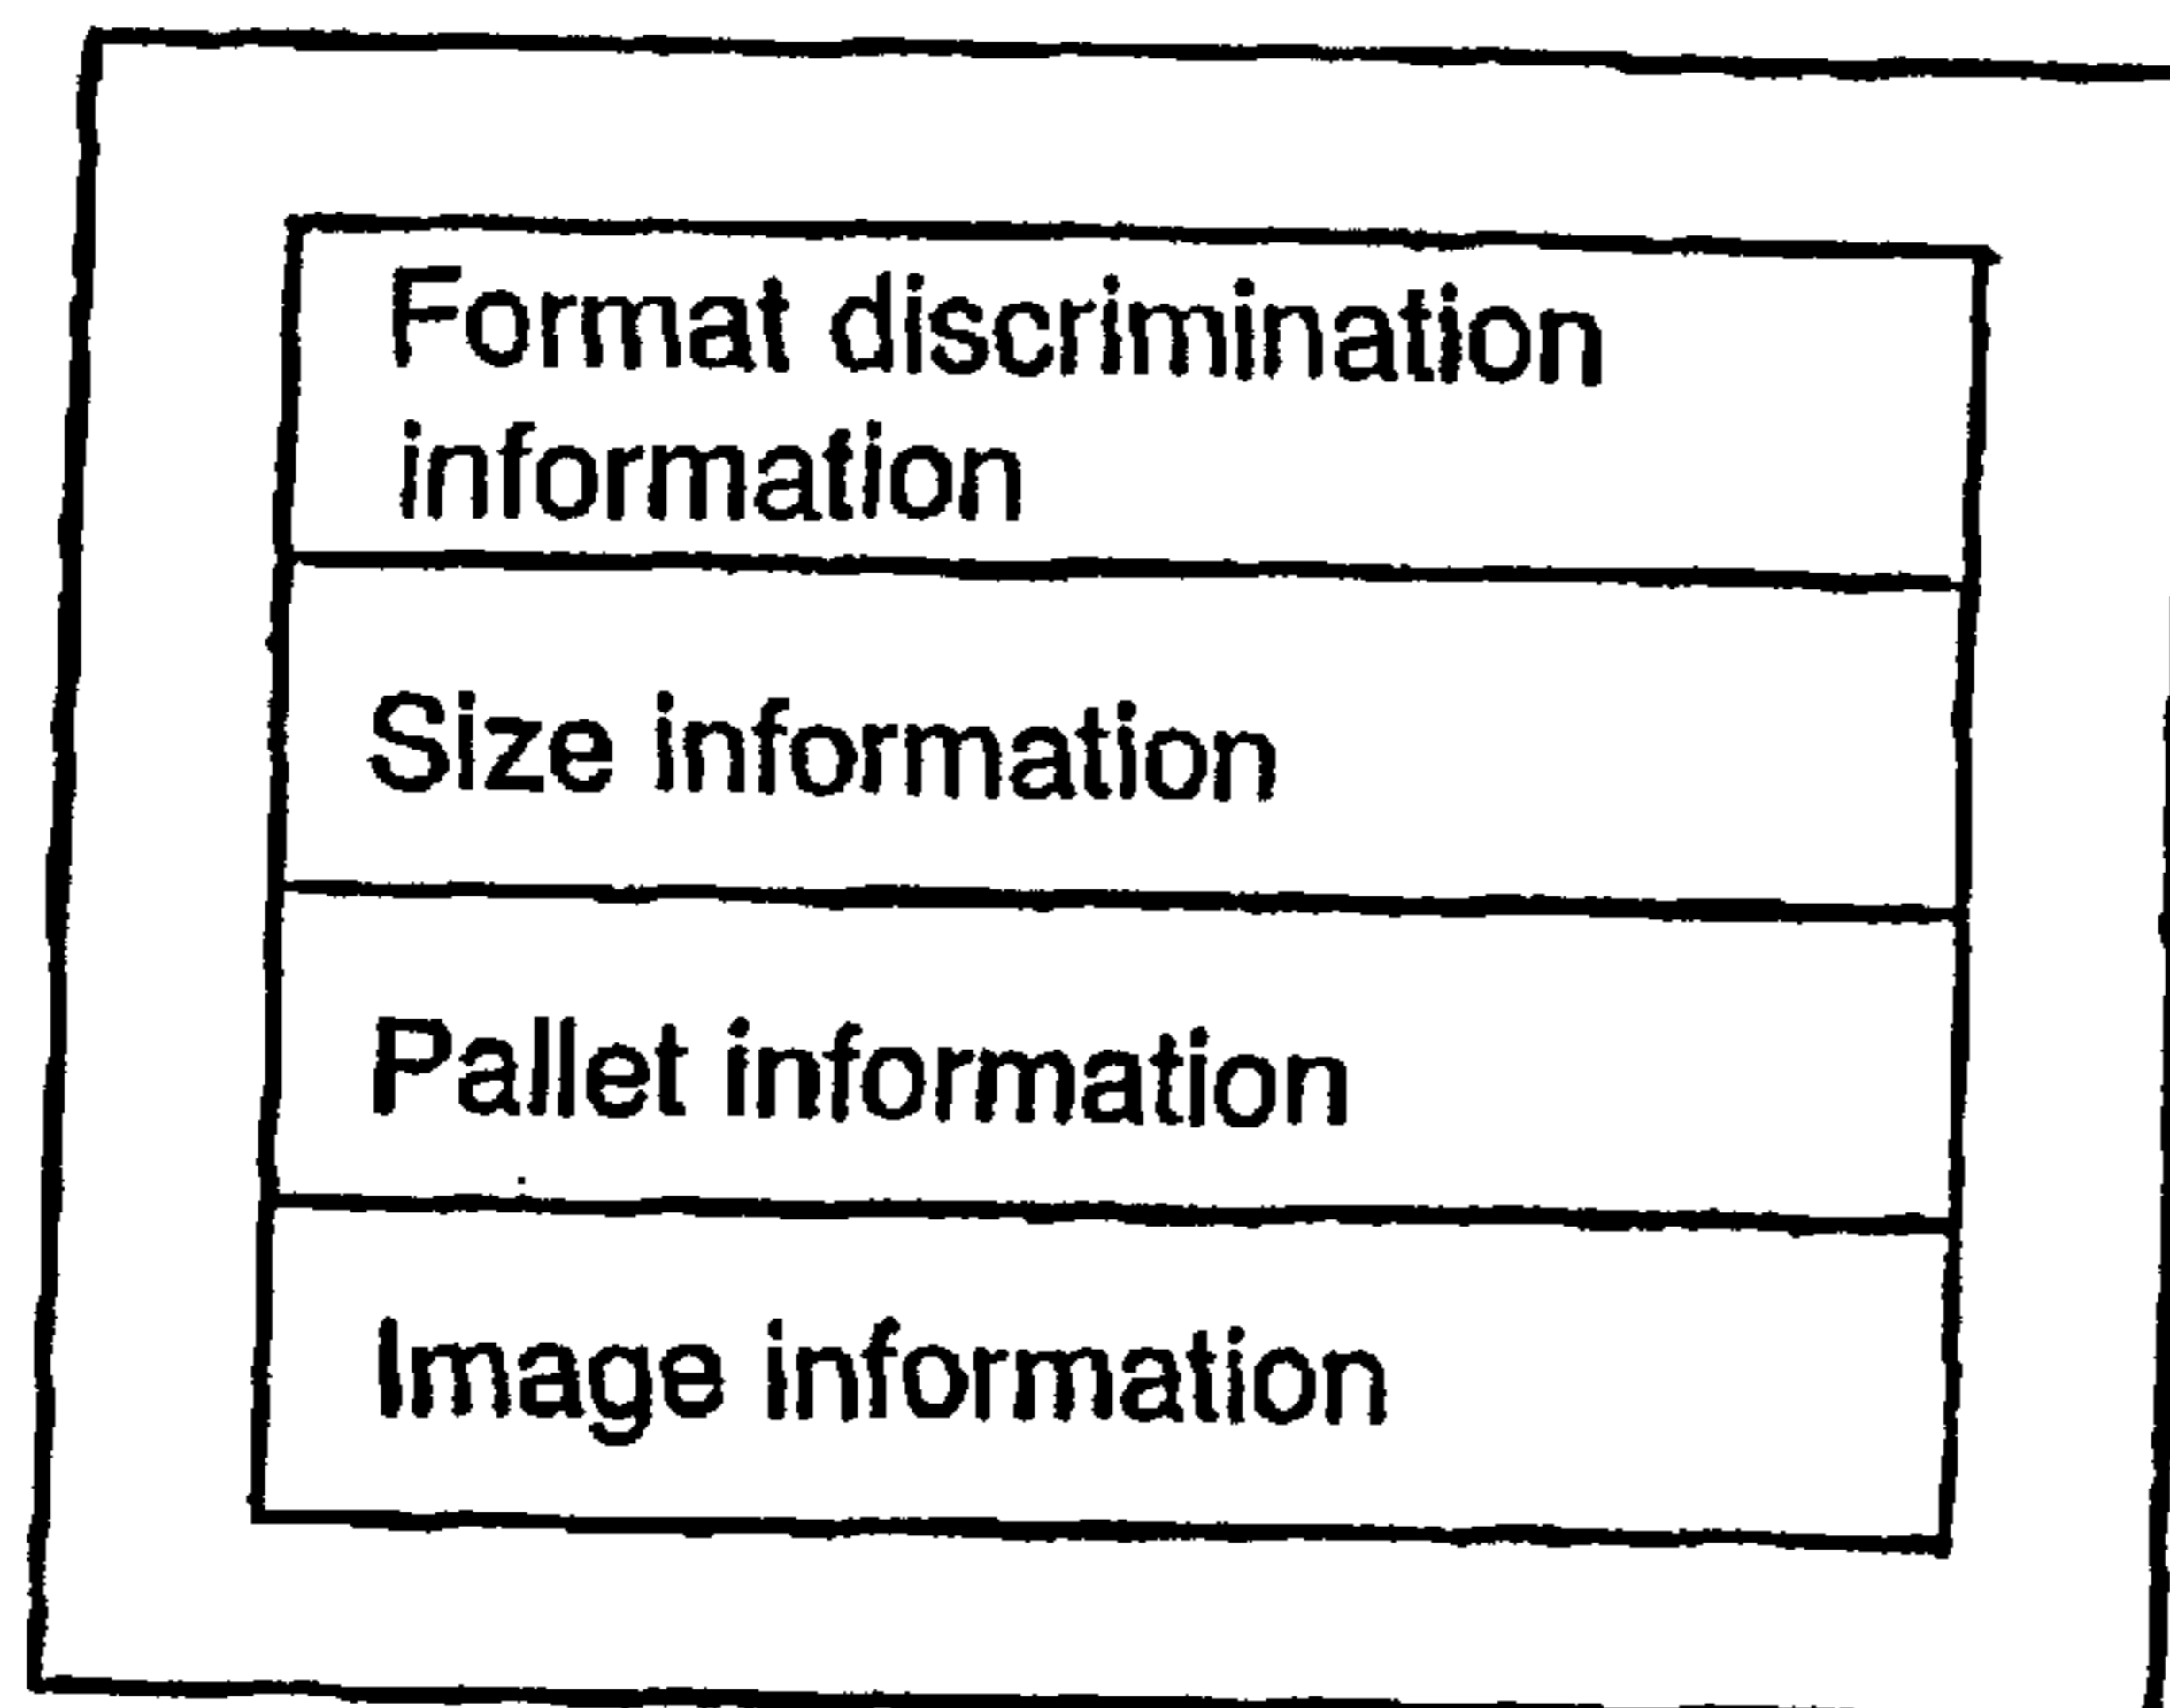 Format discrimination
information
Size information
Pallet information
Image information